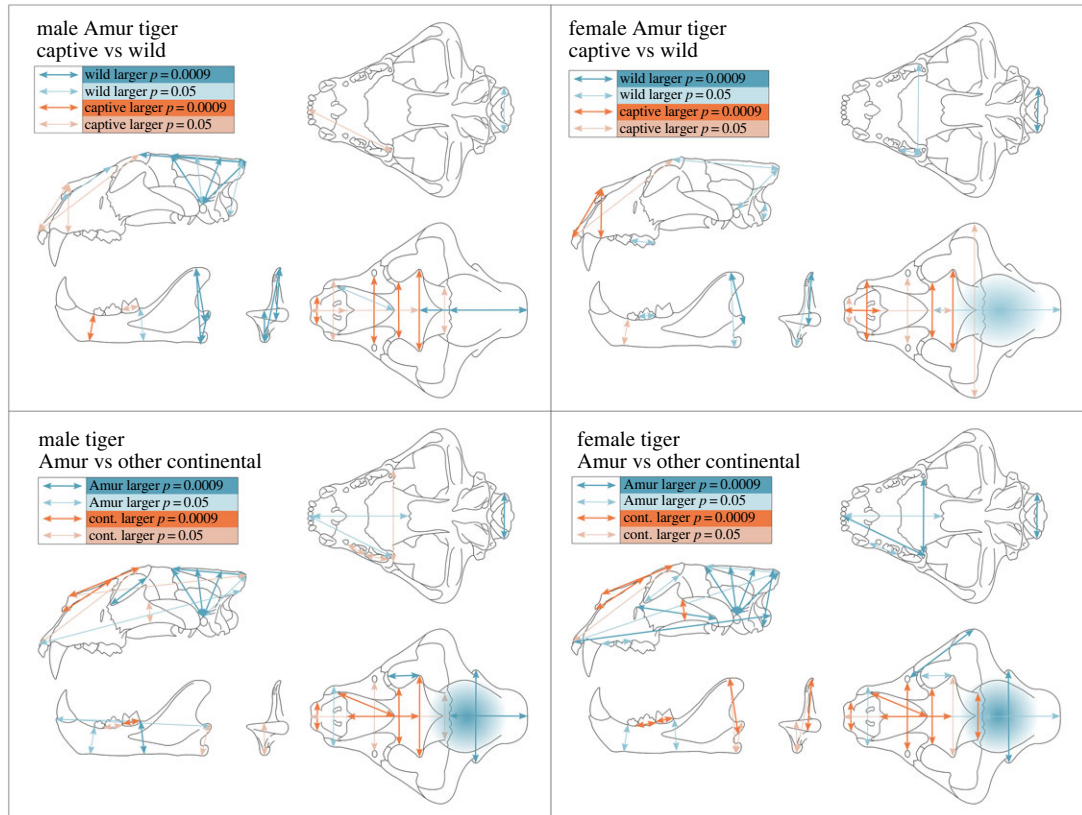 male Amur tiger
captive vs wild
wild larger p = 0.0009
wild larger p = 0.05
captive larger p = 0.0009
captive larger p = 0.05
female Amur tiger
captive vs wild
wild larger p = 0.0009
wild larger p = 0.05
captive larger p = 0.0009
captive larger p = 0.05
male tiger
Amur vs other continental
Amur larger p = 0.0009
Amur larger p = 0.05
cont. larger p = 0.0009
cont. larger p = 0.05
female tiger
Amur vs other continental
Amur larger p = 0.0009
Amur larger p = 0.05
cont. larger p = 0.0009
cont. larger p = 0.05